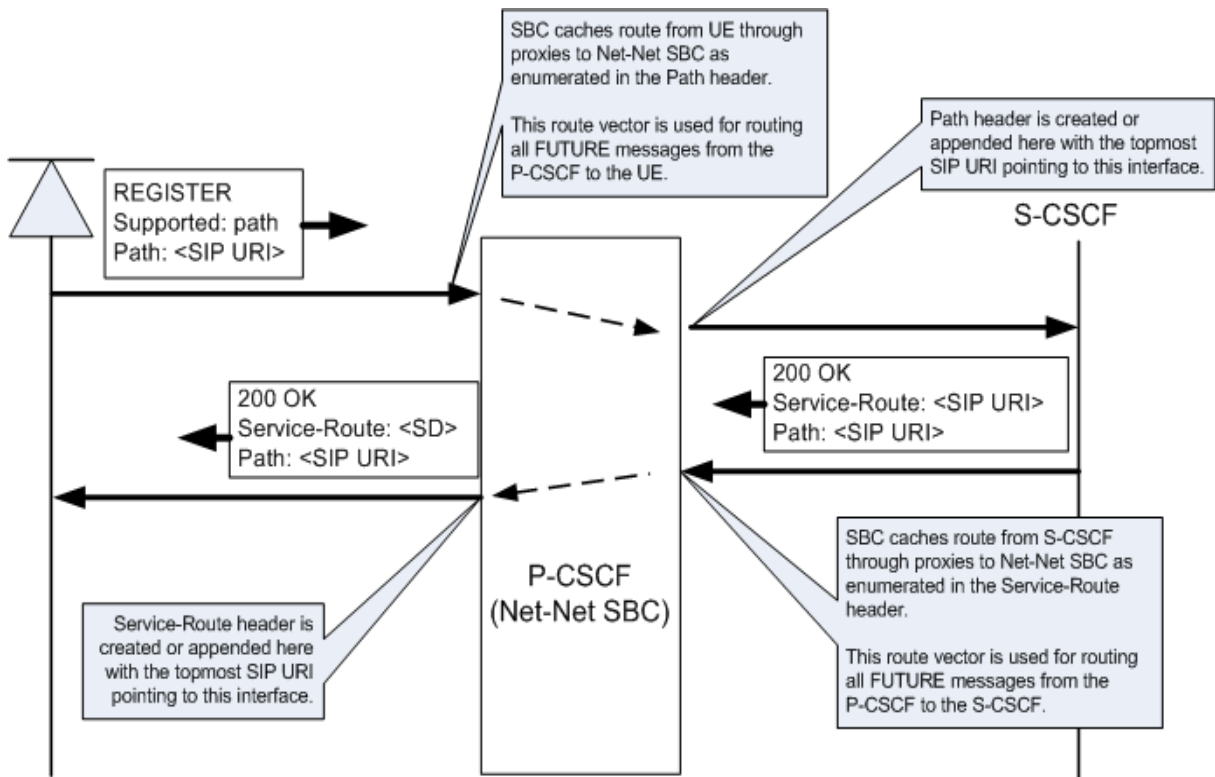 SBC caches route from UE through
proxies to Net-Net SBC as
enumerated in the Path header.
This route vector is used for routing
all FUTURE messages from the
P-CSCF to the UE.
Path header is created or
appended here with the topmost
SIP URI pointing to this interface.
REGISTER
Supported: path
Path: <SIP URI>
S-CSCF
200 OK
Service-Route: <SD>
Path: <SIP URI>
200 OK
Service-Route: <SIP URI>
Path: <SIP URI>
P-CSCF
(Net-Net SBC)
Service-Route header is
created or appended here
with the topmost SIP URI
pointing to this interface.
SBC caches route from S-CSCF
through proxies to Net-Net SBC as
enumerated in the Service-Route
header.
This route vector is used for routing
all FUTURE messages from the
P-CSCF to the S-CSCF.